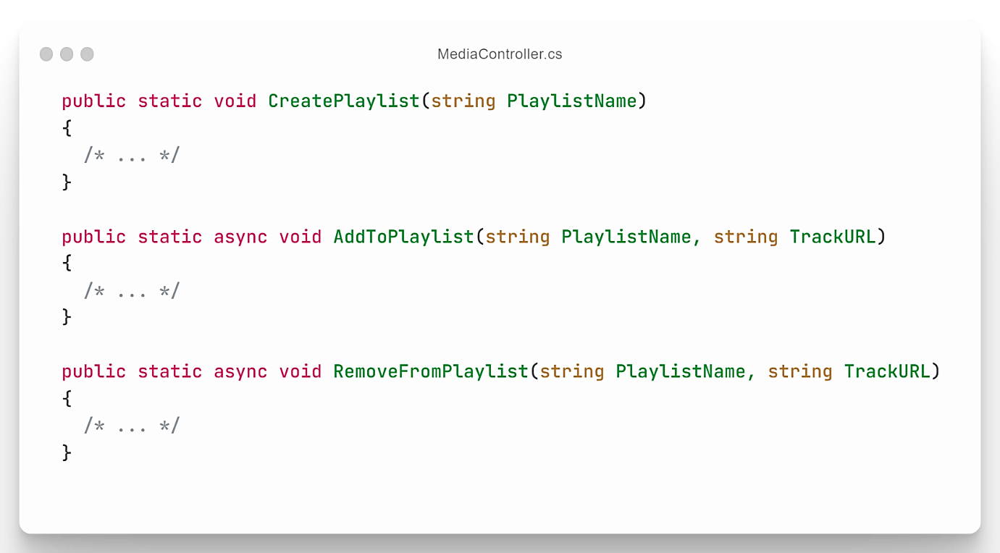 MediaController.cs
public static void CreatePlaylist(string PlaylistName)
{
  /* ... */
}
public static async void AddToPlaylist(string PlaylistName, string TrackURL)
{
  /* ... */
}
public static async void RemoveFromPlaylist(string PlaylistName, string TrackURL)
{
  /* ... */
}